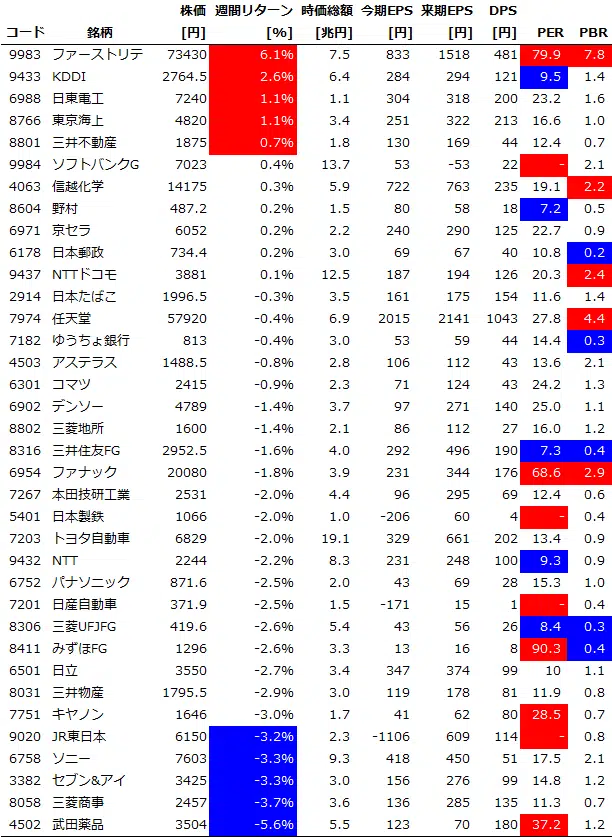 株価 週間リターン 時価総額 今期EPS 来期EPS DPS
コード 銘柄 [円] [%] [兆円] [円] [円] [円] PER PBR
9983 ファーストリテ 73430 6.1% 7.5 833 1518 481 79.9 7.8
9433 KDDI 2764.5 2.6% 6.4 284 294 121 9.5 1.4
6988 日東電工 7240 1.1% 1.1 304 318 200 23.2 1.6
8766 東京海上 4820 1.1% 3.4 251 322 213 16.6 1.0
8801 三井不動産 1875 0.7% 1.8 130 169 44 12.4 0.7
9984 ソフトバンクG 7023 0.4% 13.7 53 -53 22 - 2.1
4063 信越化学 14175 0.3% 5.9 722 763 235 19.1 2.2
8604 野村 487.2 0.2% 1.5 80 58 18 7.2 0.5
6971 京セラ 6052 0.2% 2.2 240 290 125 22.7 0.9
6178 日本郵政 734.4 0.2% 3.0 69 67 40 10.8 0.2
9437 NTTドコモ 3881 0.1% 12.5 187 194 126 20.3 2.4
2914 日本たばこ 1996.5 -0.3% 3.5 161 175 154 11.6 1.4
7974 任天堂 57920 -0.4% 6.9 2015 2141 1043 27.8 4.4
7182 ゆうちょ銀行 813 -0.4% 3.0 53 59 44 14.4 0.3
4503 アステラス 1488.5 -0.8% 2.8 106 112 43 13.6 2.1
6301 コマツ 2415 -0.9% 2.3 71 124 43 24.2 1.3
6902 デンソー 4789 -1.4% 3.7 97 271 140 25.0 1.1
8802 三菱地所 1600 -1.4% 2.1 86 112 27 16.0 1.2
8316 三井住友FG 2952.5 -1.6% 4.0 292 496 190 7.3 0.4
6954 ファナック 20080 -1.8% 3.9 231 344 176 68.6 2.9
7267 本田技研工業 2531 -2.0% 4.4 96 295 69 12.4 0.6
5401 日本製鉄 1066 -2.0% 1.0 -206 60 4 - 0.4
7203 トヨタ自動車 6829 -2.0% 19.1 329 661 202 13.4 0.9
9432 NTT 2244 -2.2% 8.3 231 248 100 9.3 0.9
6752 パナソニック 871.6 -2.5% 2.0 43 69 28 15.3 1.0
7201 日産自動車 371.9 -2.5% 1.5 -171 15 1 - 0.4
8306 三菱UFJFG 419.6 -2.6% 5.4 43 56 26 8.4 0.3
8411 みずほFG 1296 -2.6% 3.3 13 16 8 90.3 0.4
6501 日立 3550 -2.7% 3.4 347 374 99 10 1.1
8031 三井物産 1795.5 -2.9% 3.0 119 178 81 11.9 0.8
7751 キヤノン 1646 -3.0% 1.7 41 62 80 28.5 0.7
9020 JR東日本 6150 -3.2% 2.3 -1106 609 114 - 0.8
6758 ソニー 7603 -3.3% 9.3 418 450 51 17.5 2.1
3382 セブン&アイ 3425 -3.3% 3.0 156 276 99 14.8 1.2
8058 三菱商事 2457 -3.7% 3.6 136 285 135 11.3 0.7
4502 武田薬品 3504 -5.6% 5.5 123 70 180 37.2 1.2